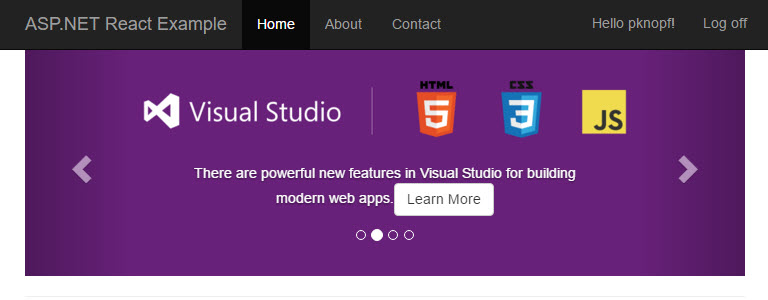 ASP.NET React Example Home About Contact Hello pknopf! Log off
Visual Studio HTML 5 CSS 3 JS
There are powerful new features in Visual Studio for building
modern web apps. Learn More